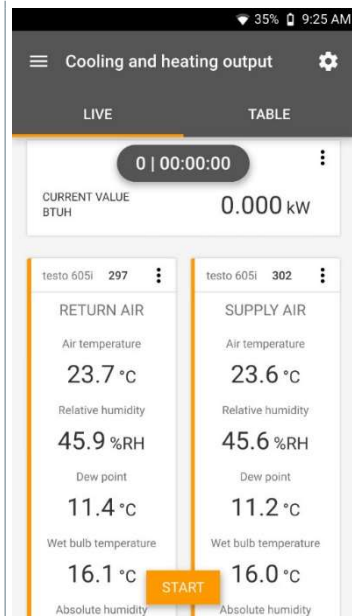 35% 9:25 AM
Cooling and heating output
LIVE TABLE
0 | 00:00:00
CURRENT VALUE
BTUH
0.000 kW
testo 605i 297
RETURN AIR
Air temperature
23.7 °C
Relative humidity
45.9 %RH
Dew point
11.4 °C
Wet bulb temperature
16.1 °C
Absolute humidity
testo 605i 302
SUPPLY AIR
Air temperature
23.6 °C
Relative humidity
45.6 %RH
Dew point
11.2 °C
Wet bulb temperature
16.0 °C
Absolute humidity
START